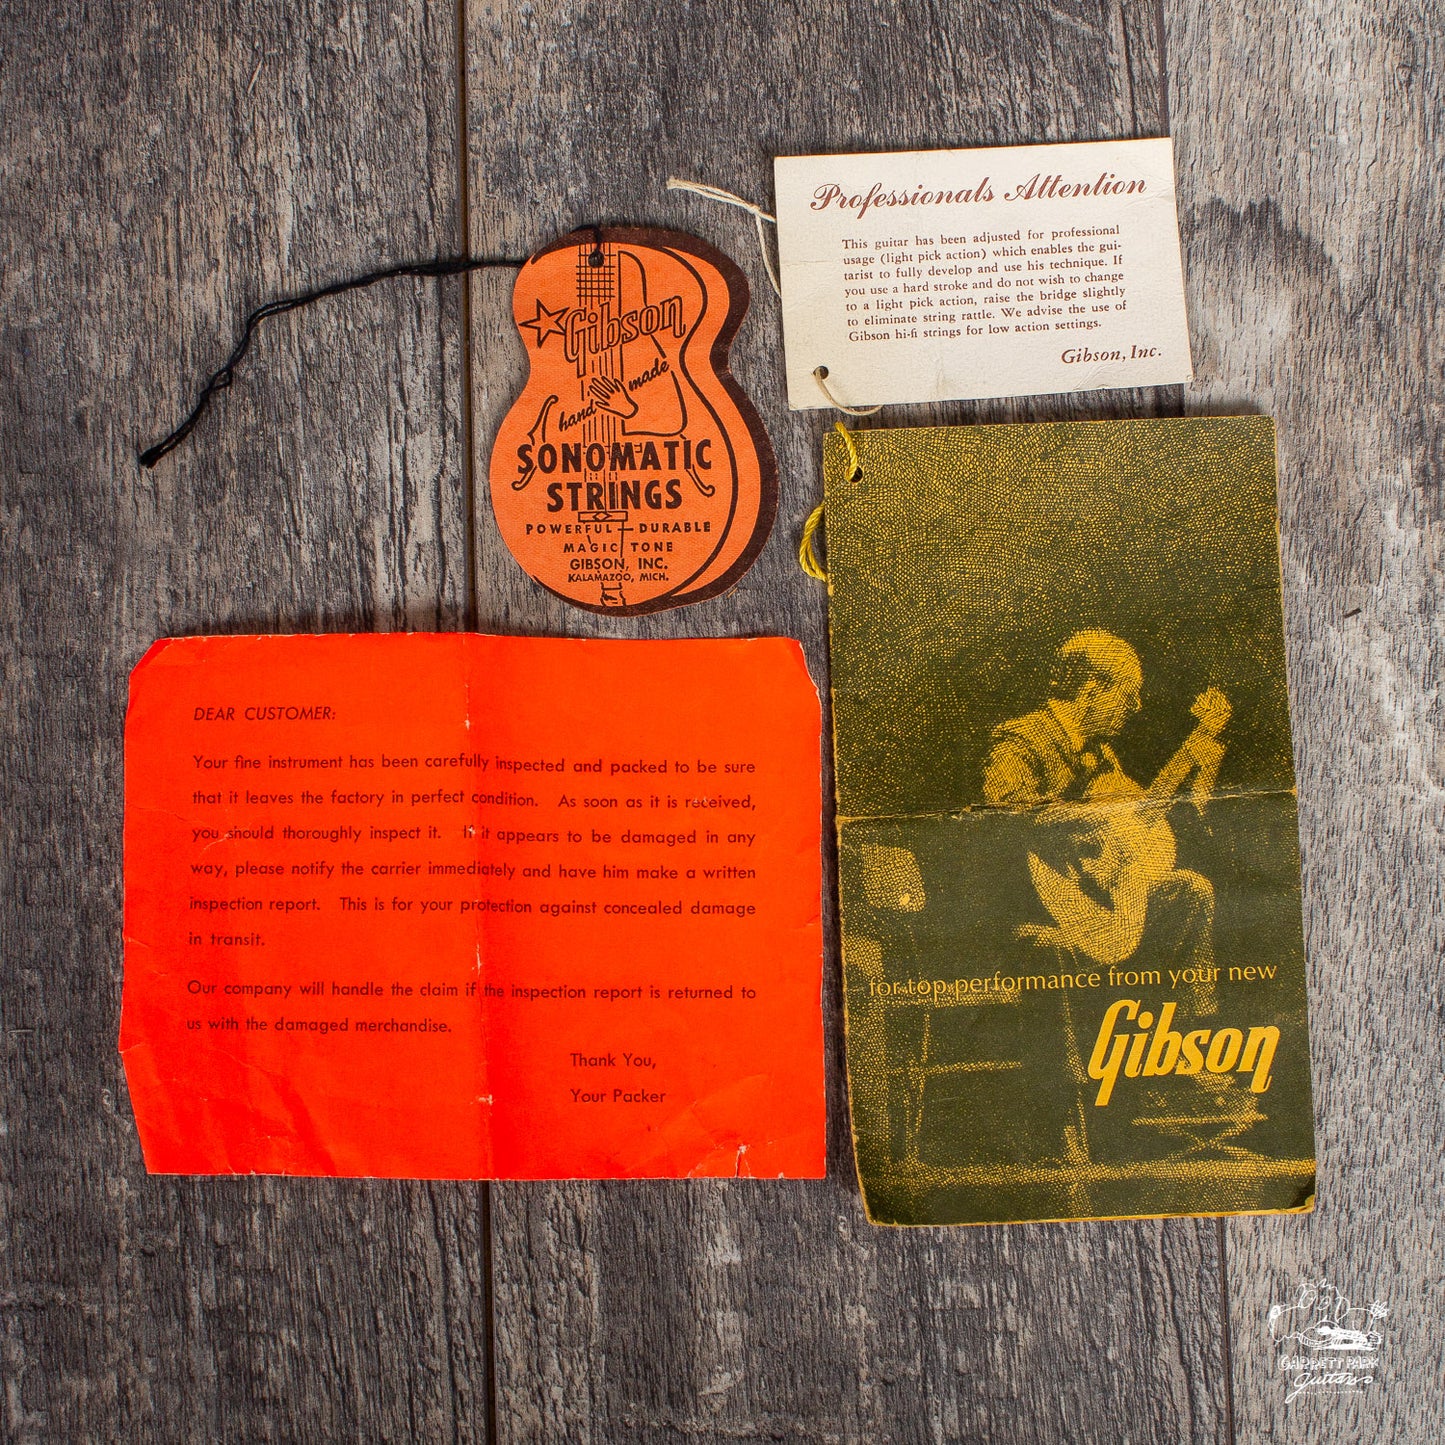 Professionals Attention
This guitar has been adjusted for professional
usage (light pick action) which enables the gui-
tarist to fully develop and use his technique. If
you use a hard stroke and do not wish to change
to a light pick action, raise the bridge slightly
to eliminate string rattle. We advise the use of
Gibson hi-fi strings for low action settings.
Gibson, Inc.
Gibson
hand made
SONOMATIC
STRINGS
POWERFUL—DURABLE
MAGIC TONE
GIBSON, INC.
KALAMAZOO, MICH.
DEAR CUSTOMER:
Your fine instrument has been carefully inspected and packed to be sure
that it leaves the factory in perfect condition. As soon as it is received,
you should thoroughly inspect it. If it appears to be damaged in any
way, please notify the carrier immediately and have him make a written
inspection report. This is for your protection against concealed damage
in transit.
Our company will handle the claim if the inspection report is returned to
us with the damaged merchandise.
Thank You,
Your Packer
for top performance from your new
Gibson
GARRETT PARK
guitars